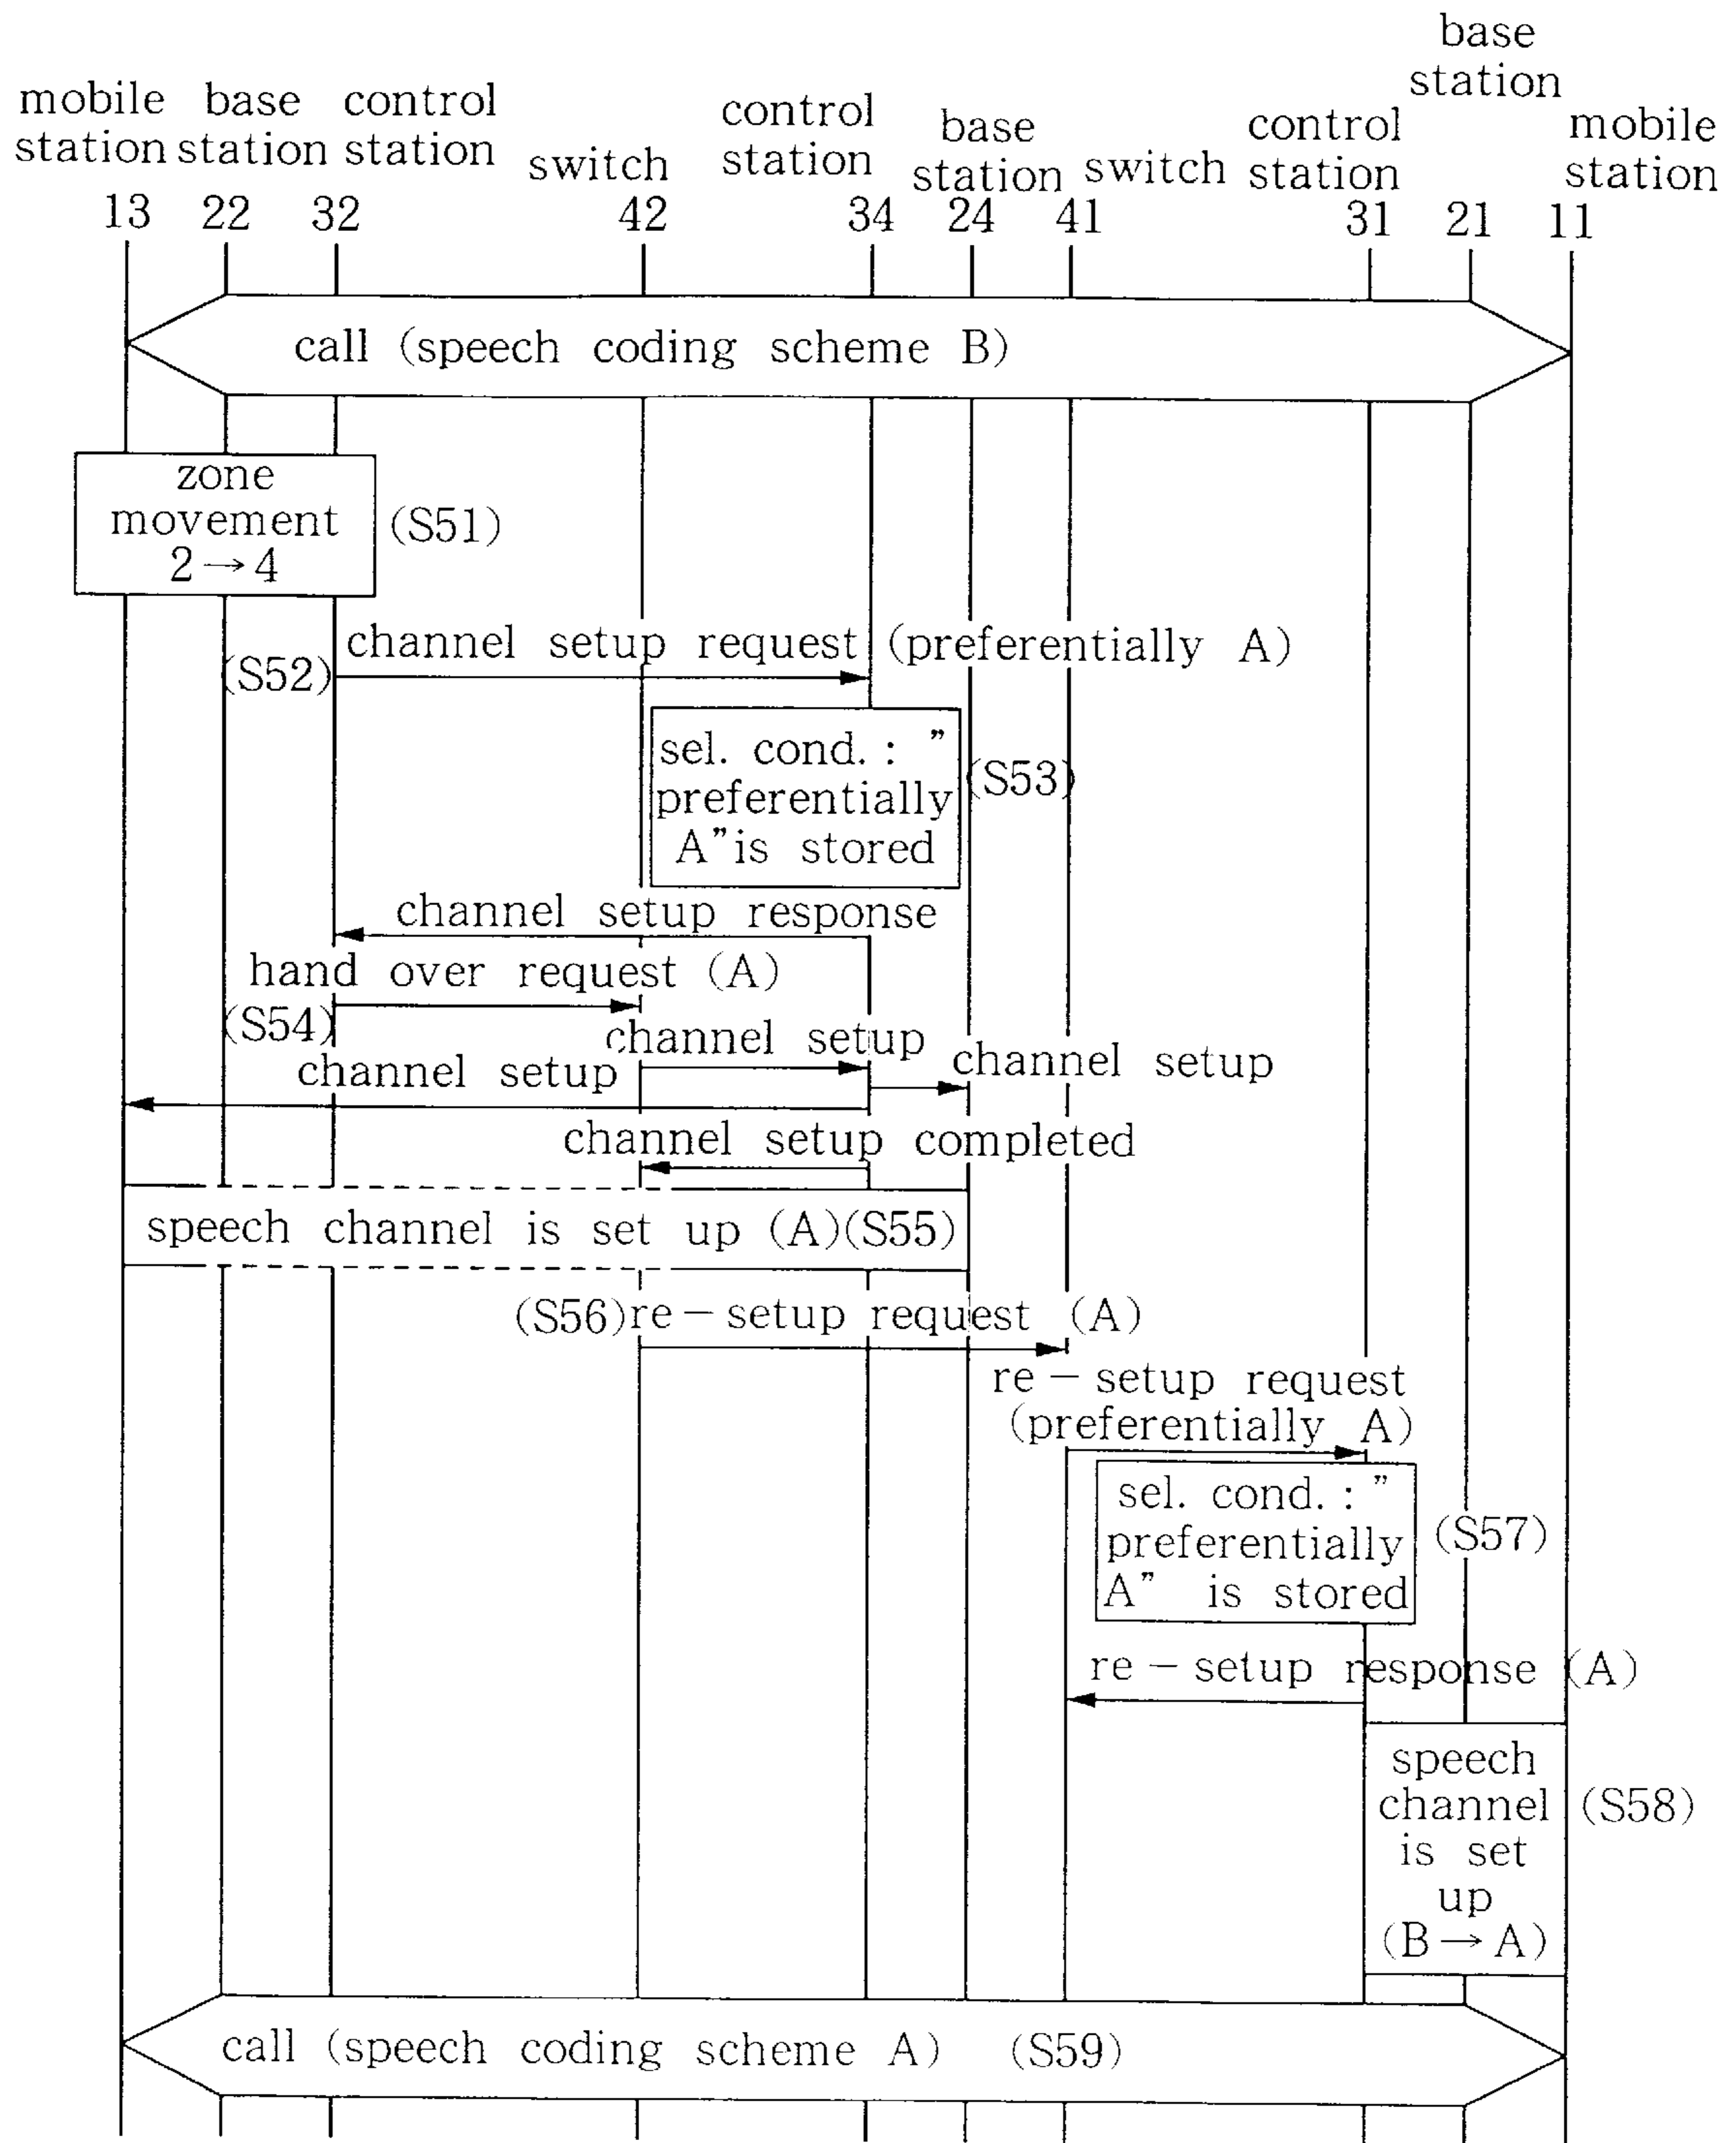 base
station
mobile base control
station station station
control
station
base
station
control
station
mobile
station
switch
switch
13 22 32 42 34 24 41 31 21 11
call (speech coding scheme B)
zone
movement
2→4
(S51)
channel setup request (preferentially A)
(S52)
sel. cond. : ”
preferentially
A” is stored
(S53)
channel setup response
hand over request (A)
(S54)
channel setup
channel setup
channel setup
channel setup completed
speech channel is set up (A)(S55)
(S56) re-setup request (A)
re-setup request
(preferentially A)
sel. cond. : ”
preferentially
A” is stored
(S57)
re-setup response (A)
speech
channel
is set
up
(B→A)
(S58)
call (speech coding scheme A) (S59)